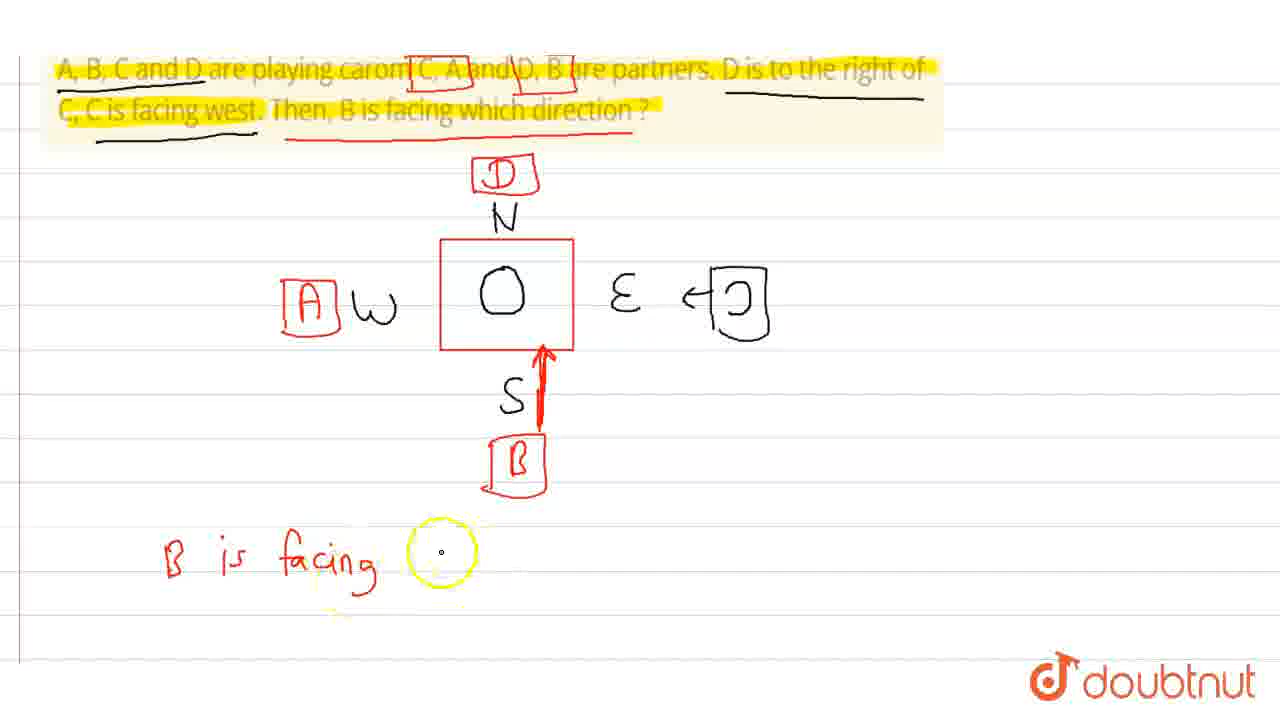 A, B, C and D are playing carom C, A and D, B are partners. D is to the right of
C, C is facing west. Then, B is facing which direction ?
D
N
A W O E ← C
S
B
B is facing
doubtnut